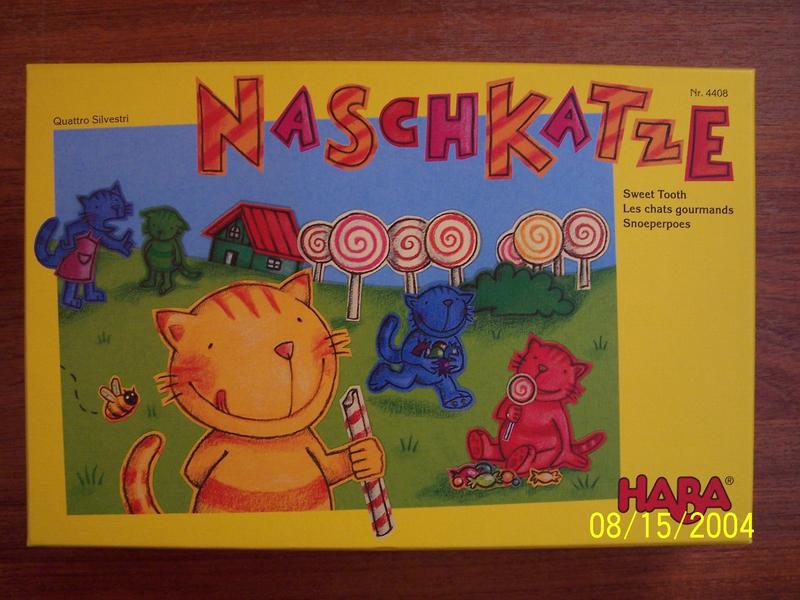 Quattro Silvestri
NASCHKATZE
Nr. 4408
Sweet Tooth
Les chats gourmands
Snoeperpoes
HABA®
08/15/2004